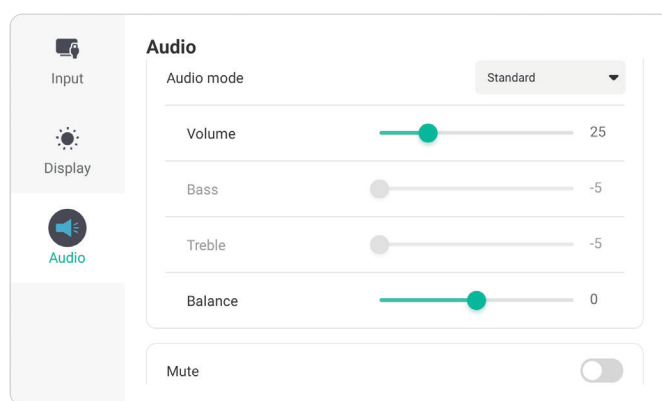 Audio
Input
Audio mode Standard
Volume 25
Display
Bass -5
Treble -5
Audio
Balance 0
Mute